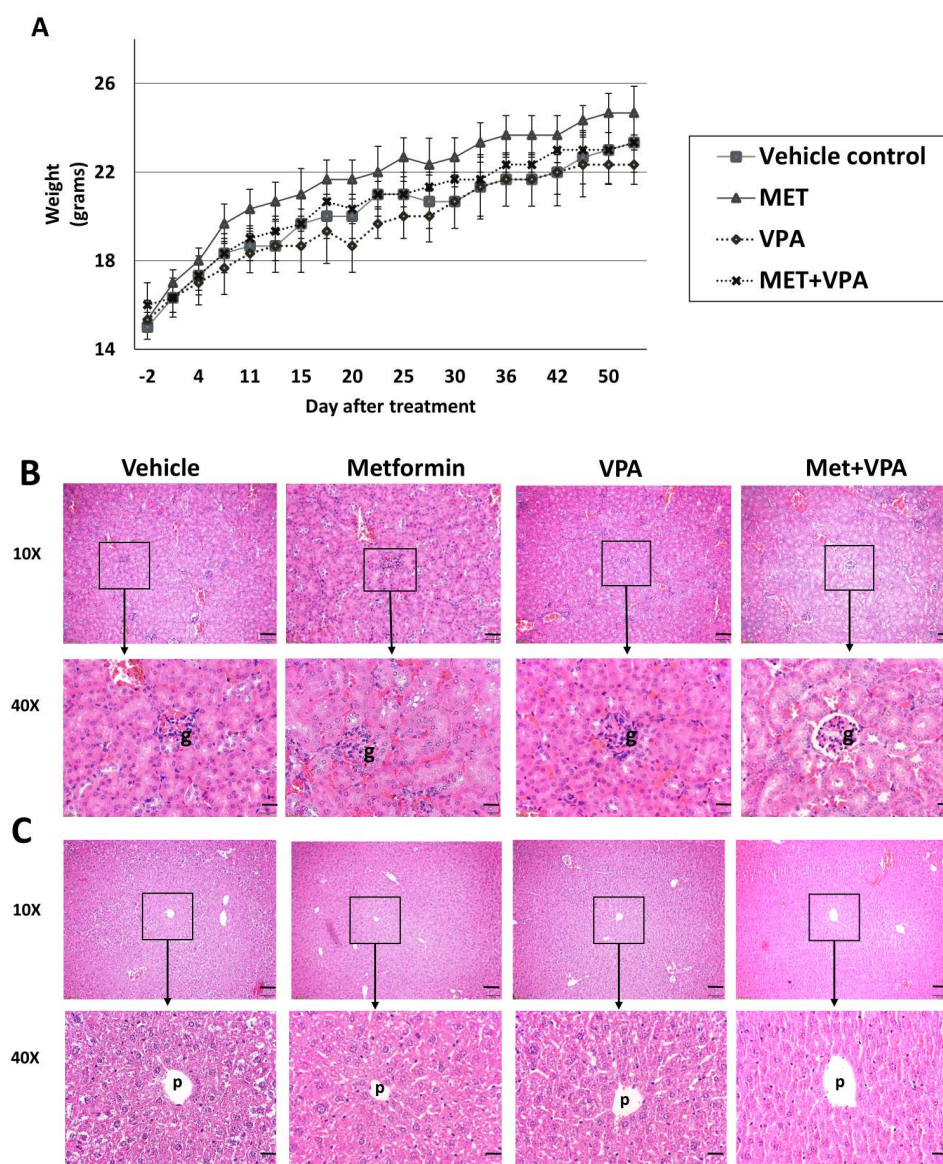 A
26
22
18
14
Weight
(grams)
-2 4 11 15 20 25 30 36 42 50
Day after treatment
Vehicle control
MET
VPA
MET+VPA
B
Vehicle Metformin VPA Met+VPA
10X
40X
g g g g
C
10X
40X
p p p p